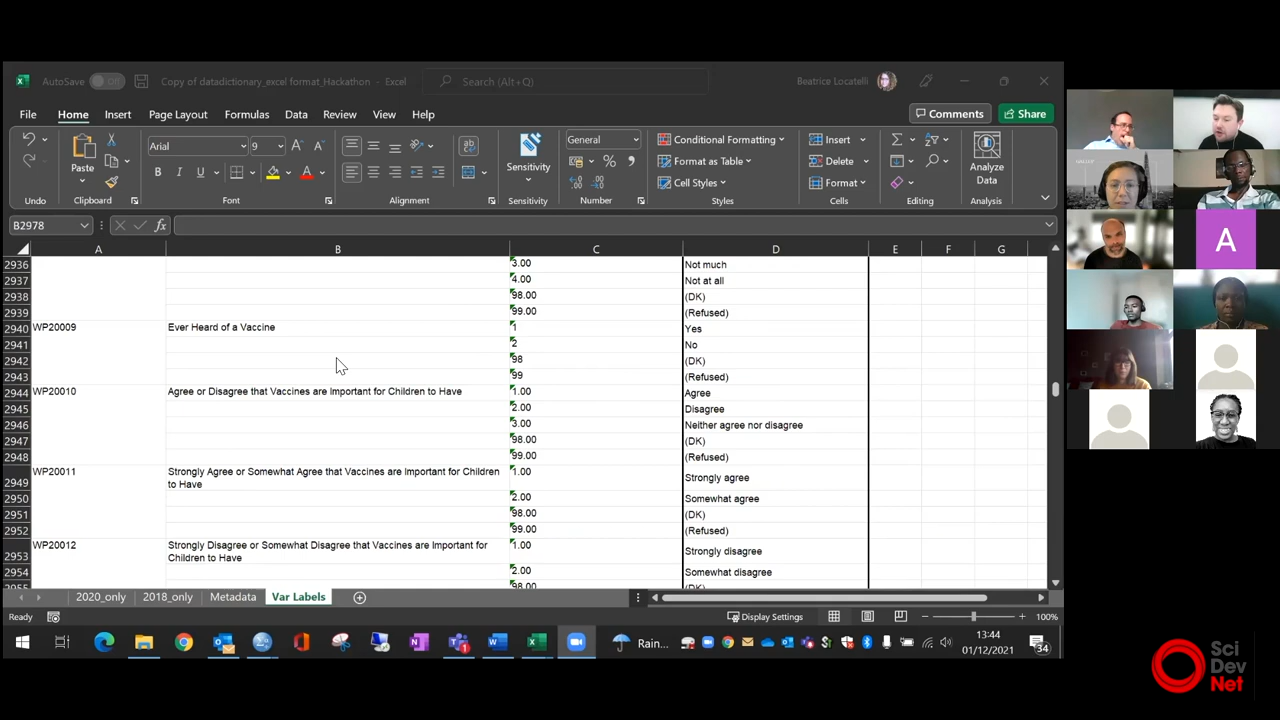 AutoSave Off Copy of datadictionary_excel format_Hackathon - Excel Search (Alt+Q) Beatrice Locatelli
File Home Insert Page Layout Formulas Data Review View Help Comments Share
Arial 9 General Conditional Formatting Insert
Paste Sensitivity Format as Table Delete Analyze Data
B I U A Cell Styles Format
Undo Clipboard Font Alignment Sensitivity Number Styles Cells Editing Analysis
B2978 fx
A B C D E F G
2936 3.00 Not much
2937 4.00 Not at all
2938 98.00 (DK)
2939 99.00 (Refused)
2940 WP20009 Ever Heard of a Vaccine 1 Yes
2941 2 No
2942 98 (DK)
2943 99 (Refused)
2944 WP20010 Agree or Disagree that Vaccines are Important for Children to Have 1.00 Agree
2945 2.00 Disagree
2946 3.00 Neither agree nor disagree
2947 98.00 (DK)
2948 99.00 (Refused)
2949 WP20011 Strongly Agree or Somewhat Agree that Vaccines are Important for Children 1.00 Strongly agree
to Have
2950 2.00 Somewhat agree
2951 98.00 (DK)
2952 99.00 (Refused)
2953 WP20012 Strongly Disagree or Somewhat Disagree that Vaccines are Important for 1.00 Strongly disagree
Children to Have
2954 2.00 Somewhat disagree
2955 98.00 (DK)
2020_only 2018_only Metadata Var Labels
Ready Display Settings 100%
Rain... 13:44
01/12/2021 34
GALLUP
A
Sci
Dev
Net